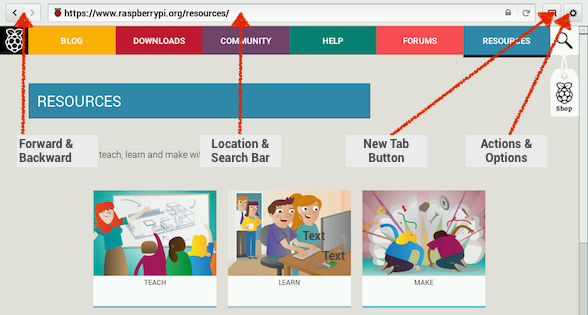 https://www.raspberrypi.org/resources/
BLOG
DOWNLOADS
COMMUNITY
HELP
FORUMS
RESOURCES
Shop
RESOURCES
Forward &
Backward
Location &
Search Bar
New Tab
Button
Actions &
Options
teach, learn and make wit
Text
Text
TEACH
LEARN
MAKE